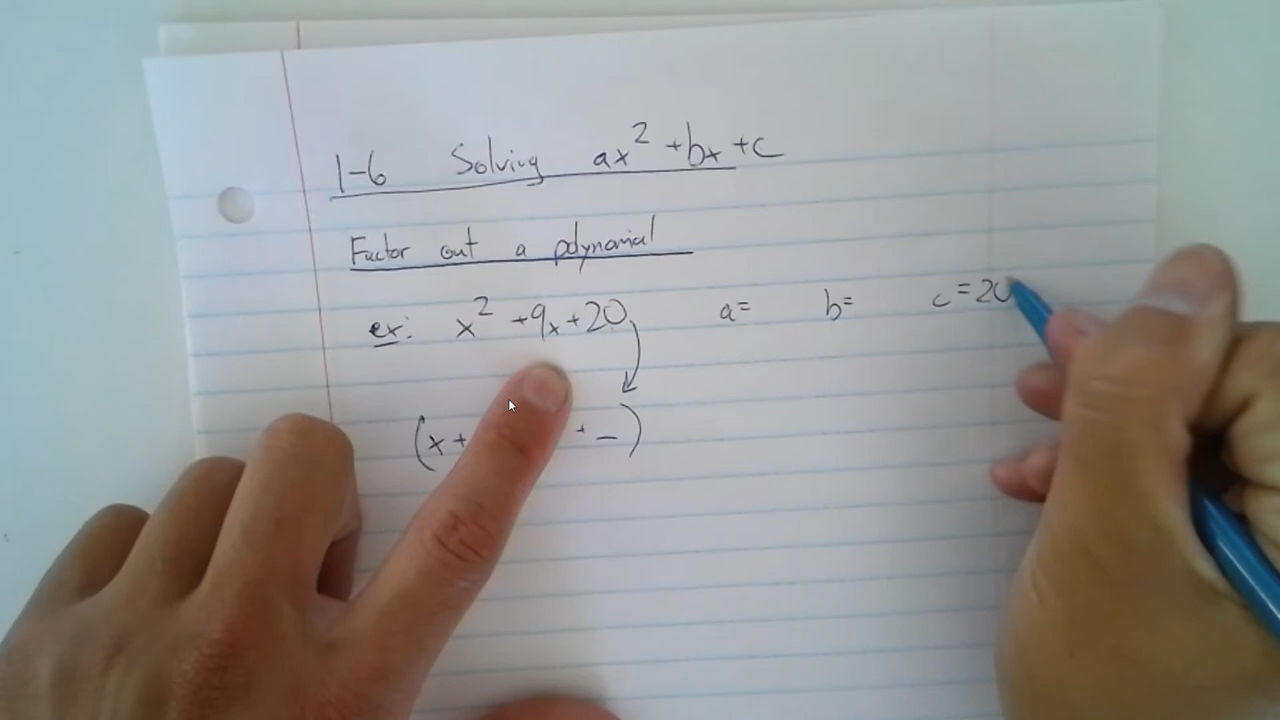 1-6 Solving ax² +bx +c
Factor out a polynomial
ex: x² +9x+20 a= b= c=20
(x+ + _)